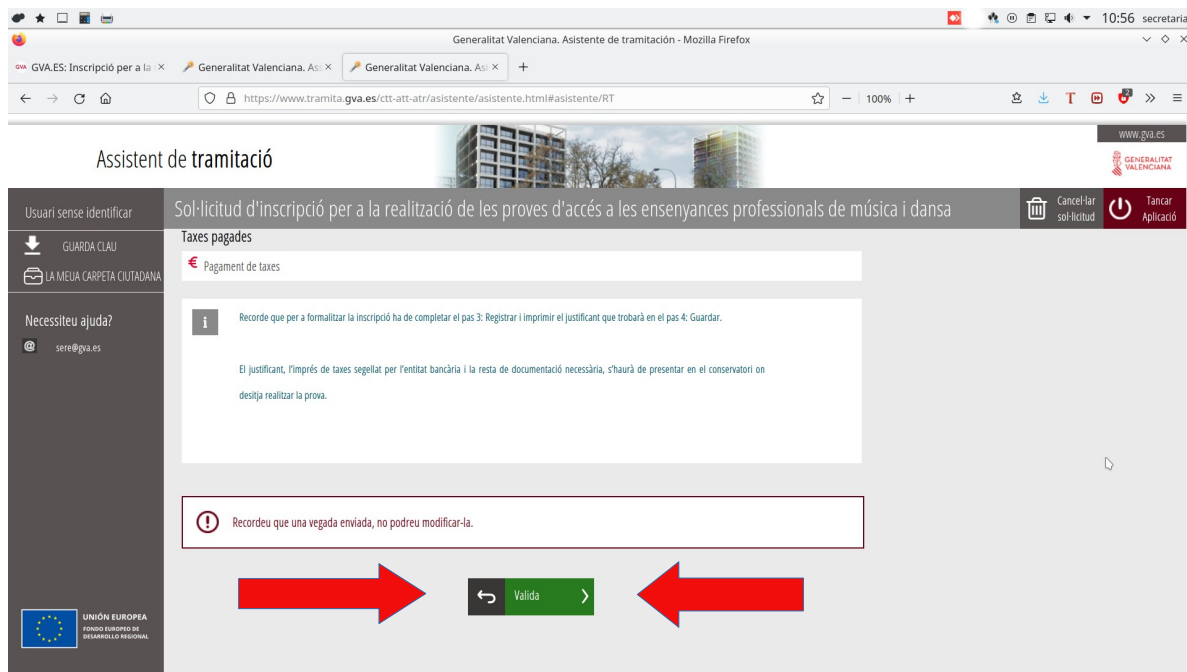 10:56 secretaria
Generalitat Valenciana. Asistente de tramitación - Mozilla Firefox
GVA.ES: Inscripció per a la
Generalitat Valenciana. Asi
Generalitat Valenciana. Asi
https://www.tramita.gva.es/ctt-att-atr/asistente/asistente.html#asistente/RT
100%
www.gva.es
Assistent de tramitació
GENERALITAT
VALENCIANA
Usuari sense identificar
Sol·licitud d'inscripció per a la realització de les proves d'accés a les ensenyances professionals de música i dansa
Cancel·lar
sol·licitud
Tancar
Aplicació
GUARDA CLAU
LA MEUA CARPETA CIUTADANA
Necessiteu ajuda?
sere@gva.es
Taxes pagades
€ Pagament de taxes
i
Recorde que per a formalitzar la inscripció ha de completar el pas 3: Registrar i imprimir el justificant que trobarà en el pas 4: Guardar.
El justificant, l'imprés de taxes segellat per l'entitat bancària i la resta de documentació necessària, s'haurà de presentar en el conservatori on
desitja realitzar la prova.
Recordeu que una vegada enviada, no podreu modificar-la.
Valida
UNIÓN EUROPEA
FONDO EUROPEO DE
DESARROLLO REGIONAL